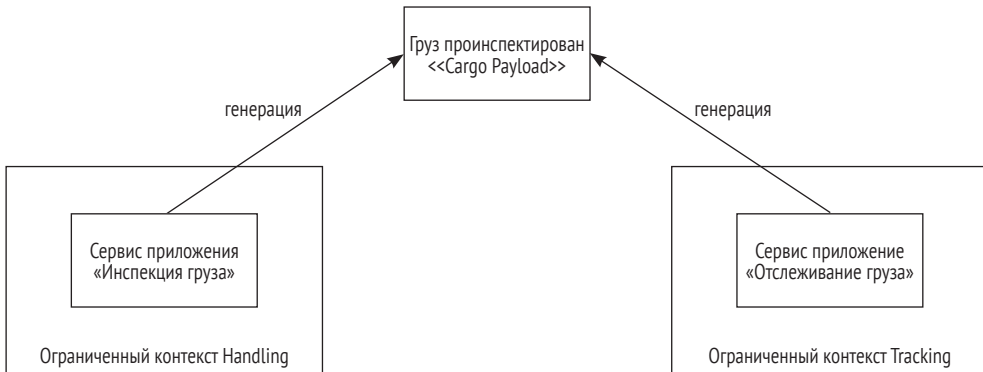 Груз проинспектирован
<<Cargo Payload>>
генерация
генерация
Сервис приложения
«Инспекция груза»
Сервис приложение
«Отслеживание груза»
Ограниченный контекст Handling
Ограниченный контекст Tracking